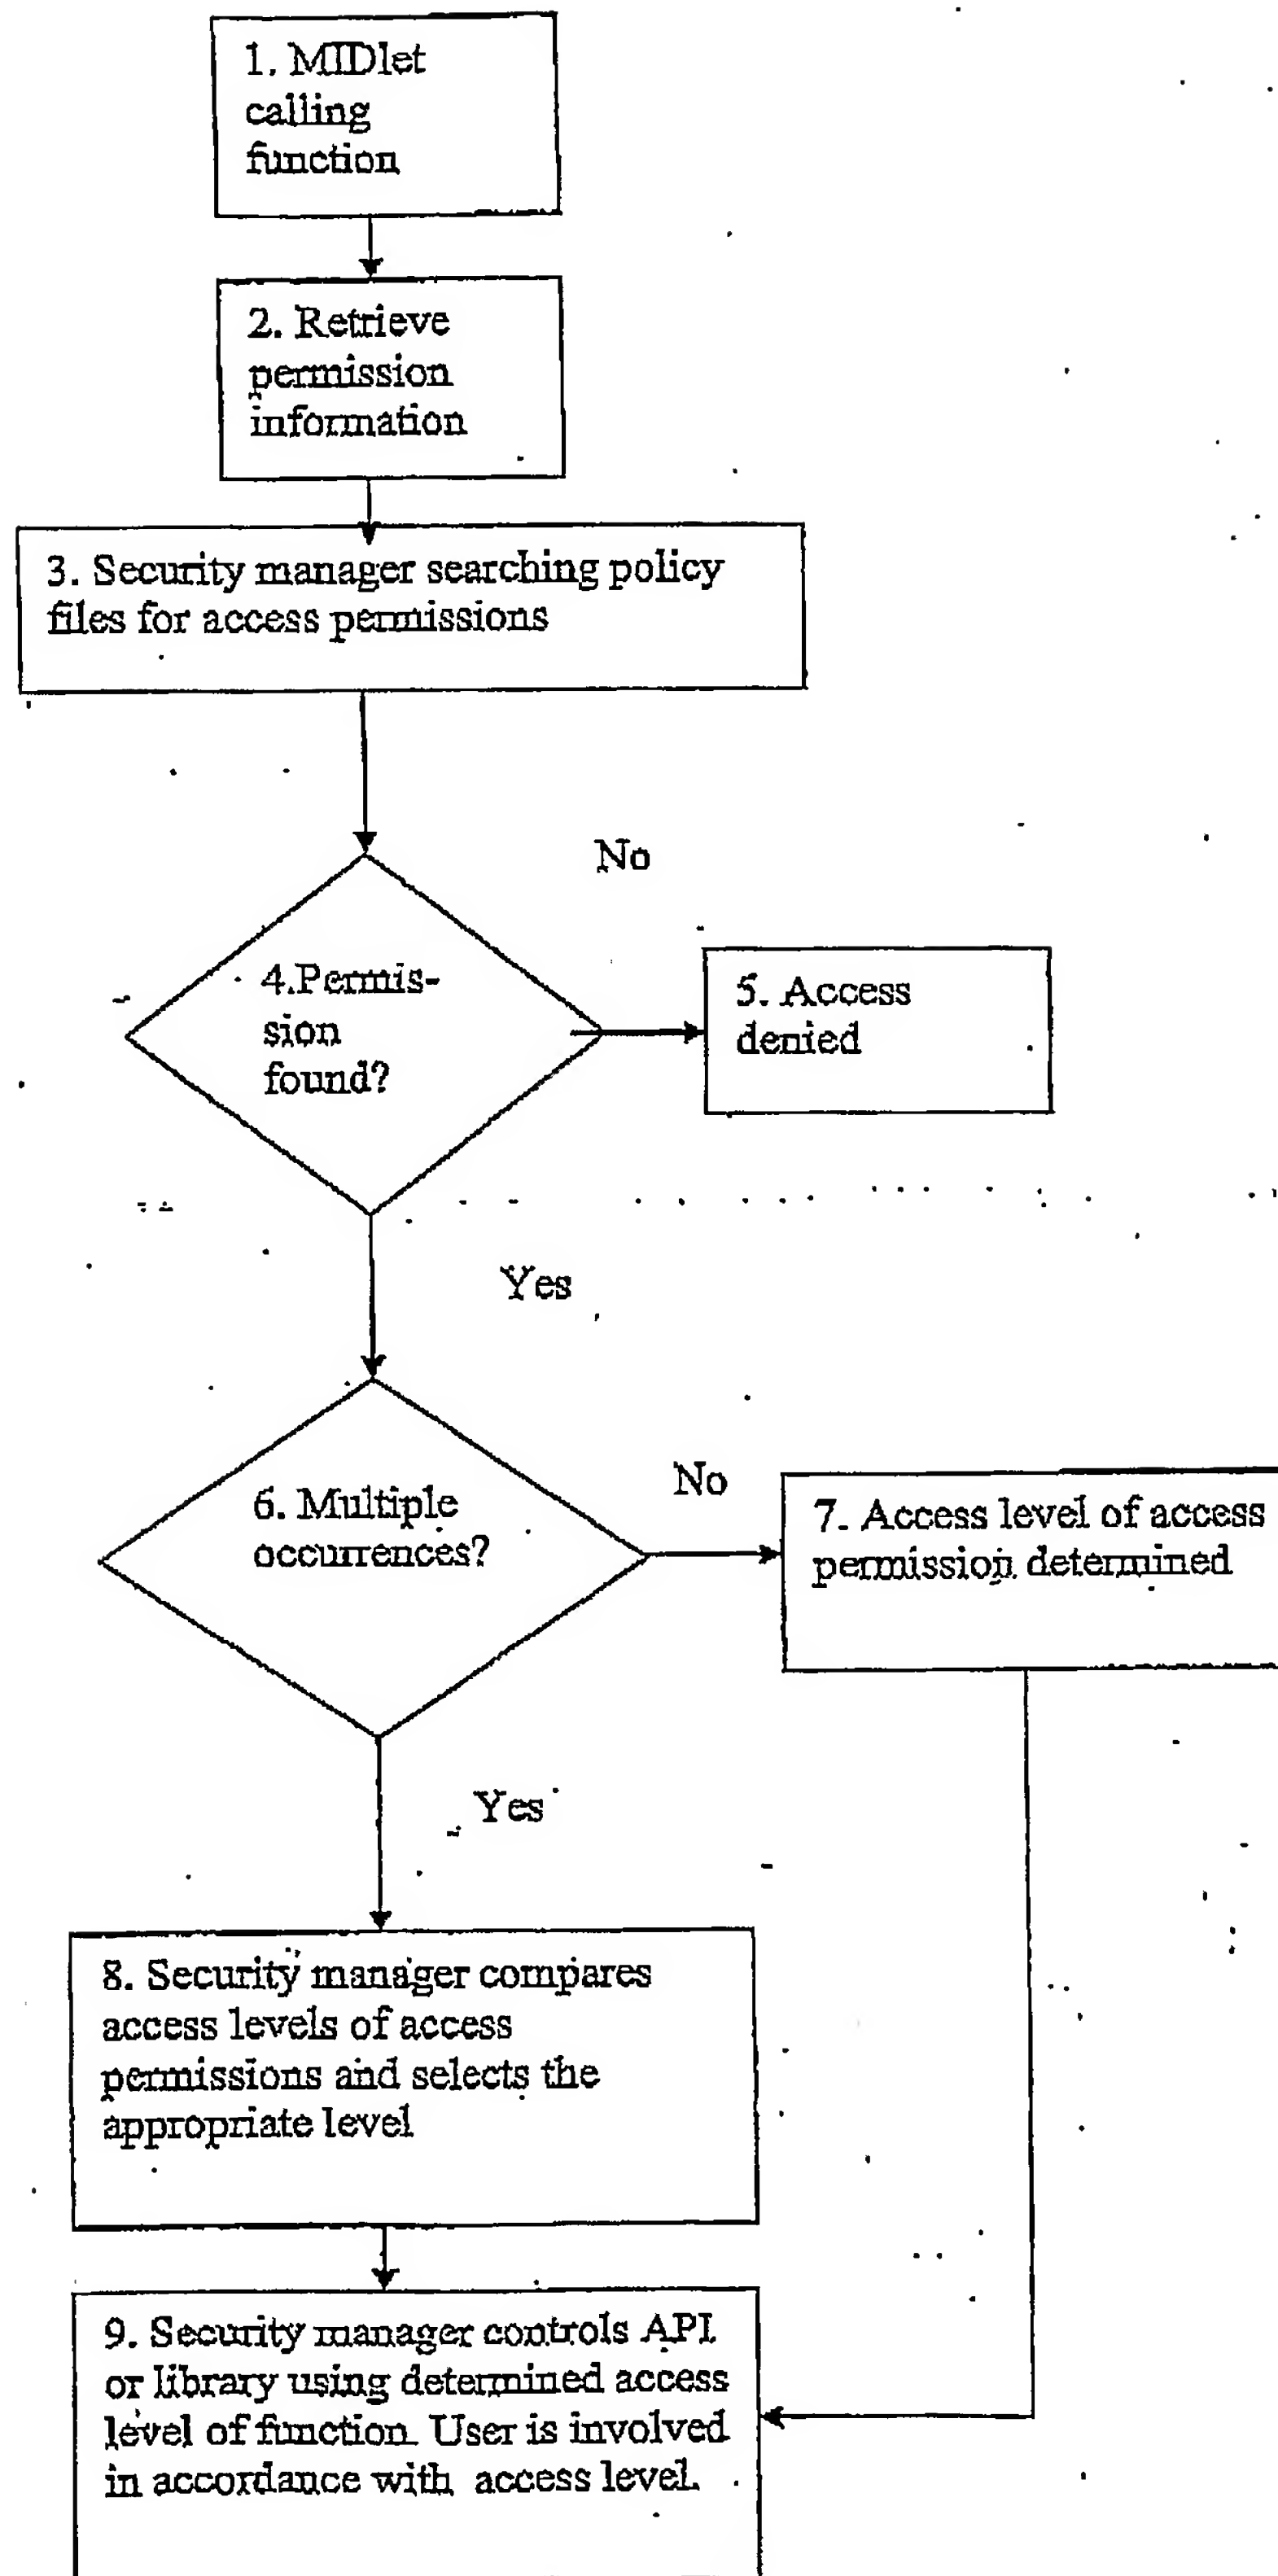 1. MIDlet
calling
function
2. Retrieve
permission
information
3. Security manager searching policy
files for access permissions
No
4.Permis-
sion
found?
5. Access
denied
Yes
6. Multiple
occurrences?
No
7. Access level of access
permission determined
Yes
8. Security manager compares
access levels of access
permissions and selects the
appropriate level
9. Security manager controls API
or library using determined access
level of function. User is involved
in accordance with access level.